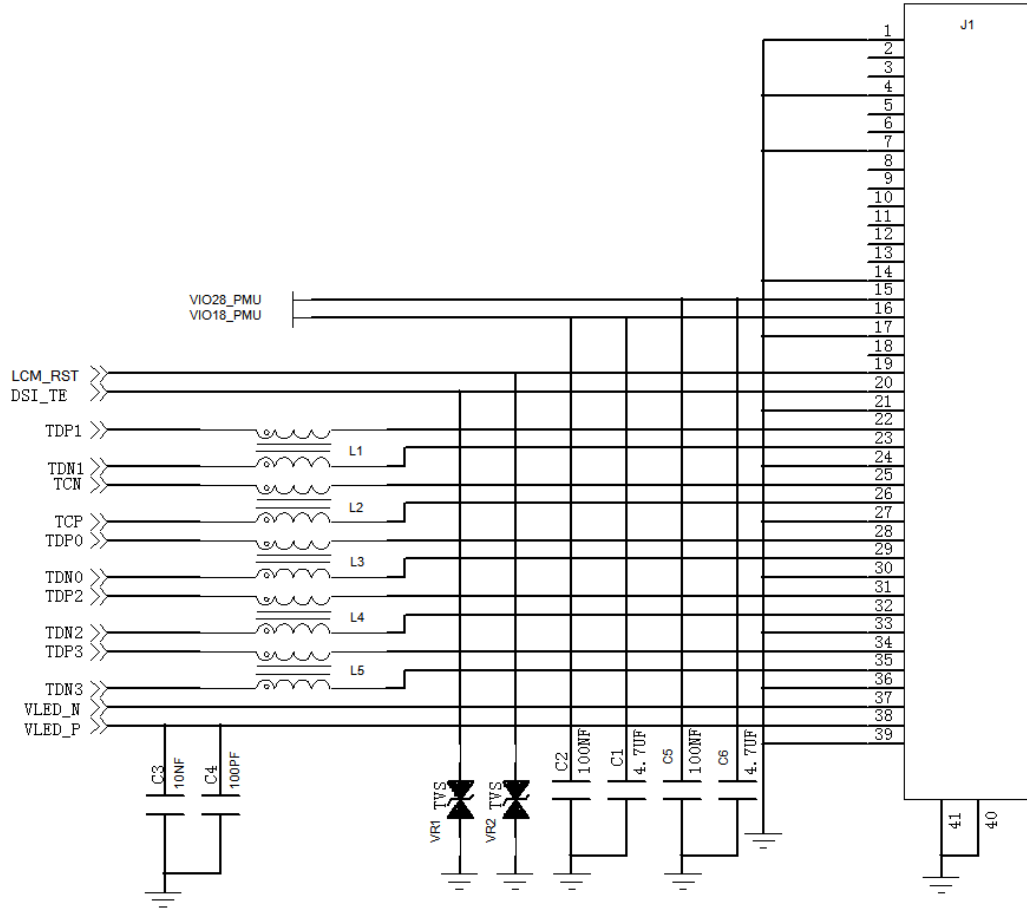 J1
1
2
3
4
5
6
7
8
9
10
11
12
13
14
15
VIO28_PMU
16
VIO18_PMU
17
18
19
LCM_RST
20
DSI_TE
21
22
TDP1
23
L1
24
TDN1
25
TCN
26
L2
27
TCP
28
TDP0
29
L3
30
TDN0
31
TDP2
32
L4
33
TDN2
34
TDP3
35
L5
36
TDN3
37
VLED_N
38
VLED_P
39
C3
10NF
C4
100PF
VR1
TVS
VR2
TVS
C2
100NF
C1
4.7UF
C5
100NF
C6
4.7UF
41
40